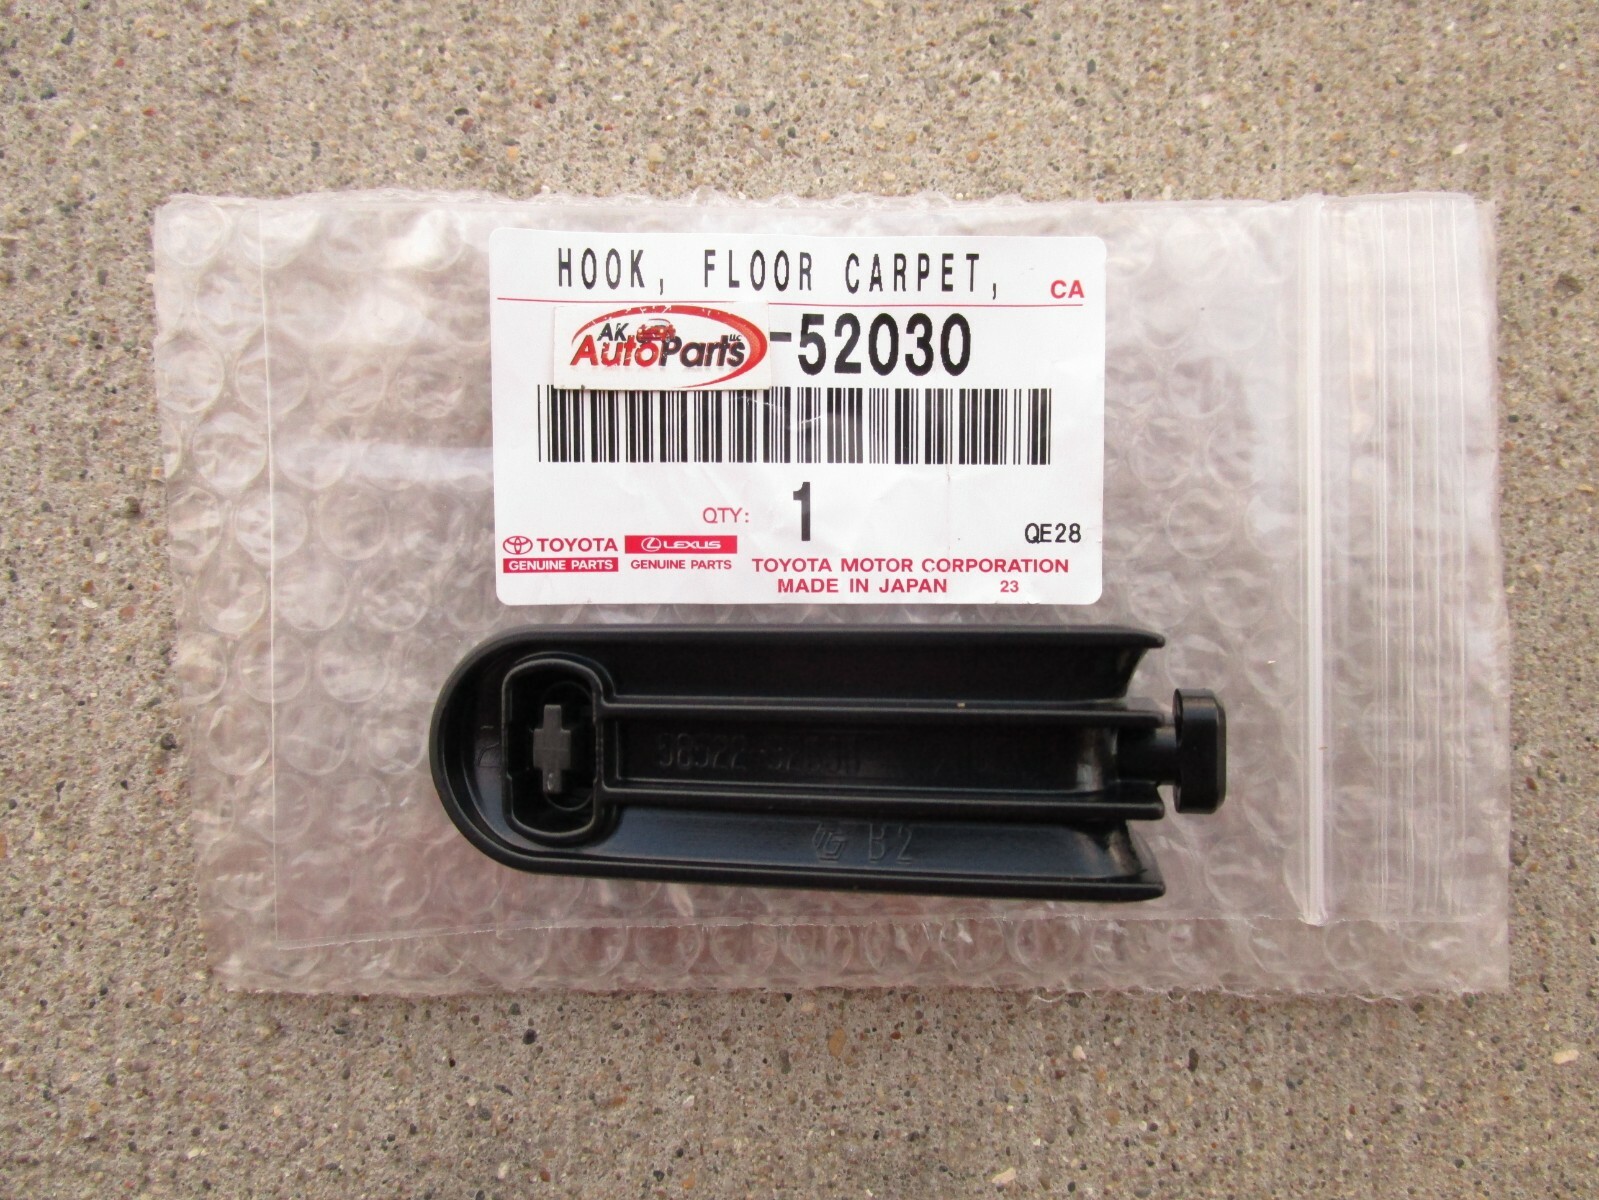 HOOK, FLOOR CARPET, CA
AK AutoParts LLC -52030
QTY: 1 QE28
TOYOTA LEXUS
GENUINE PARTS GENUINE PARTS TOYOTA MOTOR CORPORATION
MADE IN JAPAN 23
B2